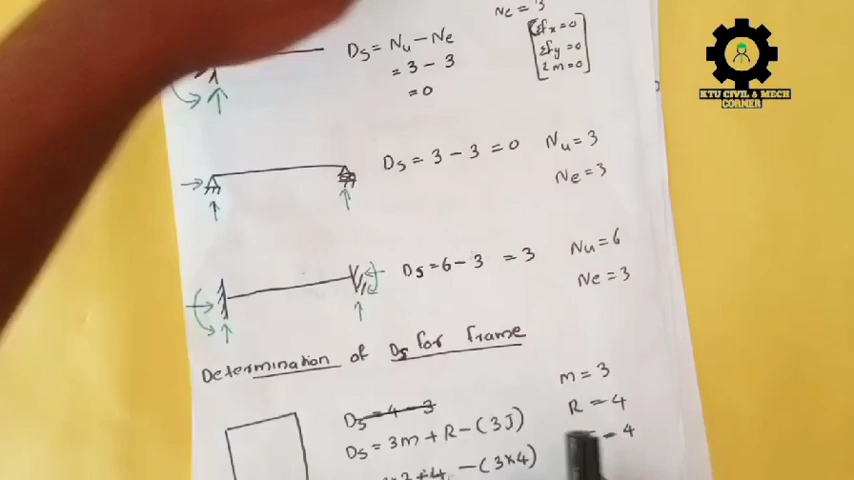 Ne = 3
Ds = Nu - Ne
= 3 - 3
= 0
Σfx = 0
Σfy = 0
Σm = 0
KTU CIVIL & MECH
CORNER
Ds = 3 - 3 = 0
Nu = 3
Ne = 3
Ds = 6 - 3 = 3
Nu = 6
Ne = 3
Determination of Ds for frame
Ds = 4 - 3
m = 3
Ds = 3m + R - (3J)
R = 4
= 4
- (3×4)